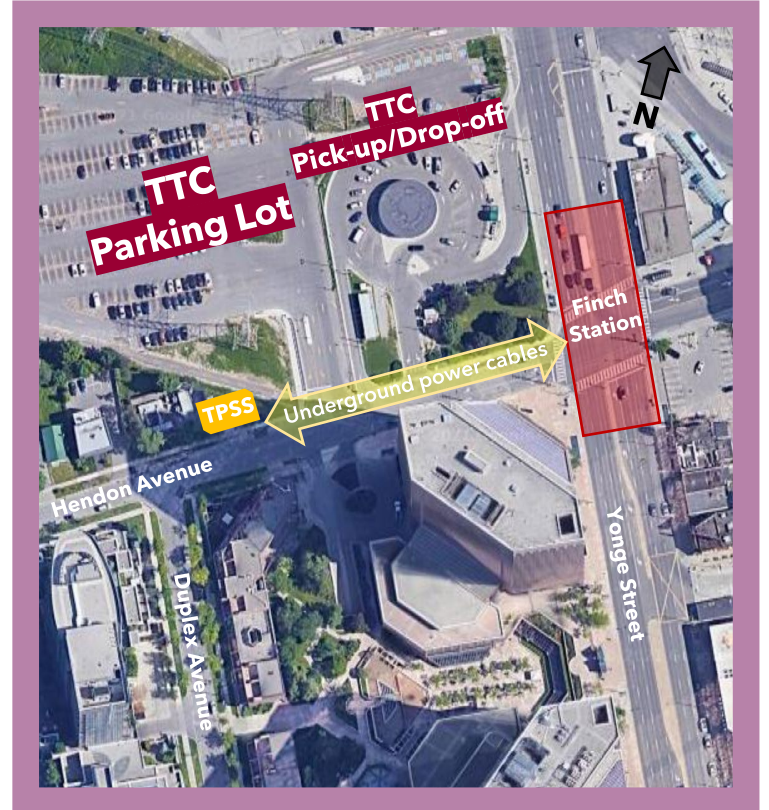 N
TTC
Pick-up/Drop-off
TTC
Parking Lot
Finch
Station
Underground power cables
TPSS
Hendon Avenue
Yonge Street
Duplex Avenue